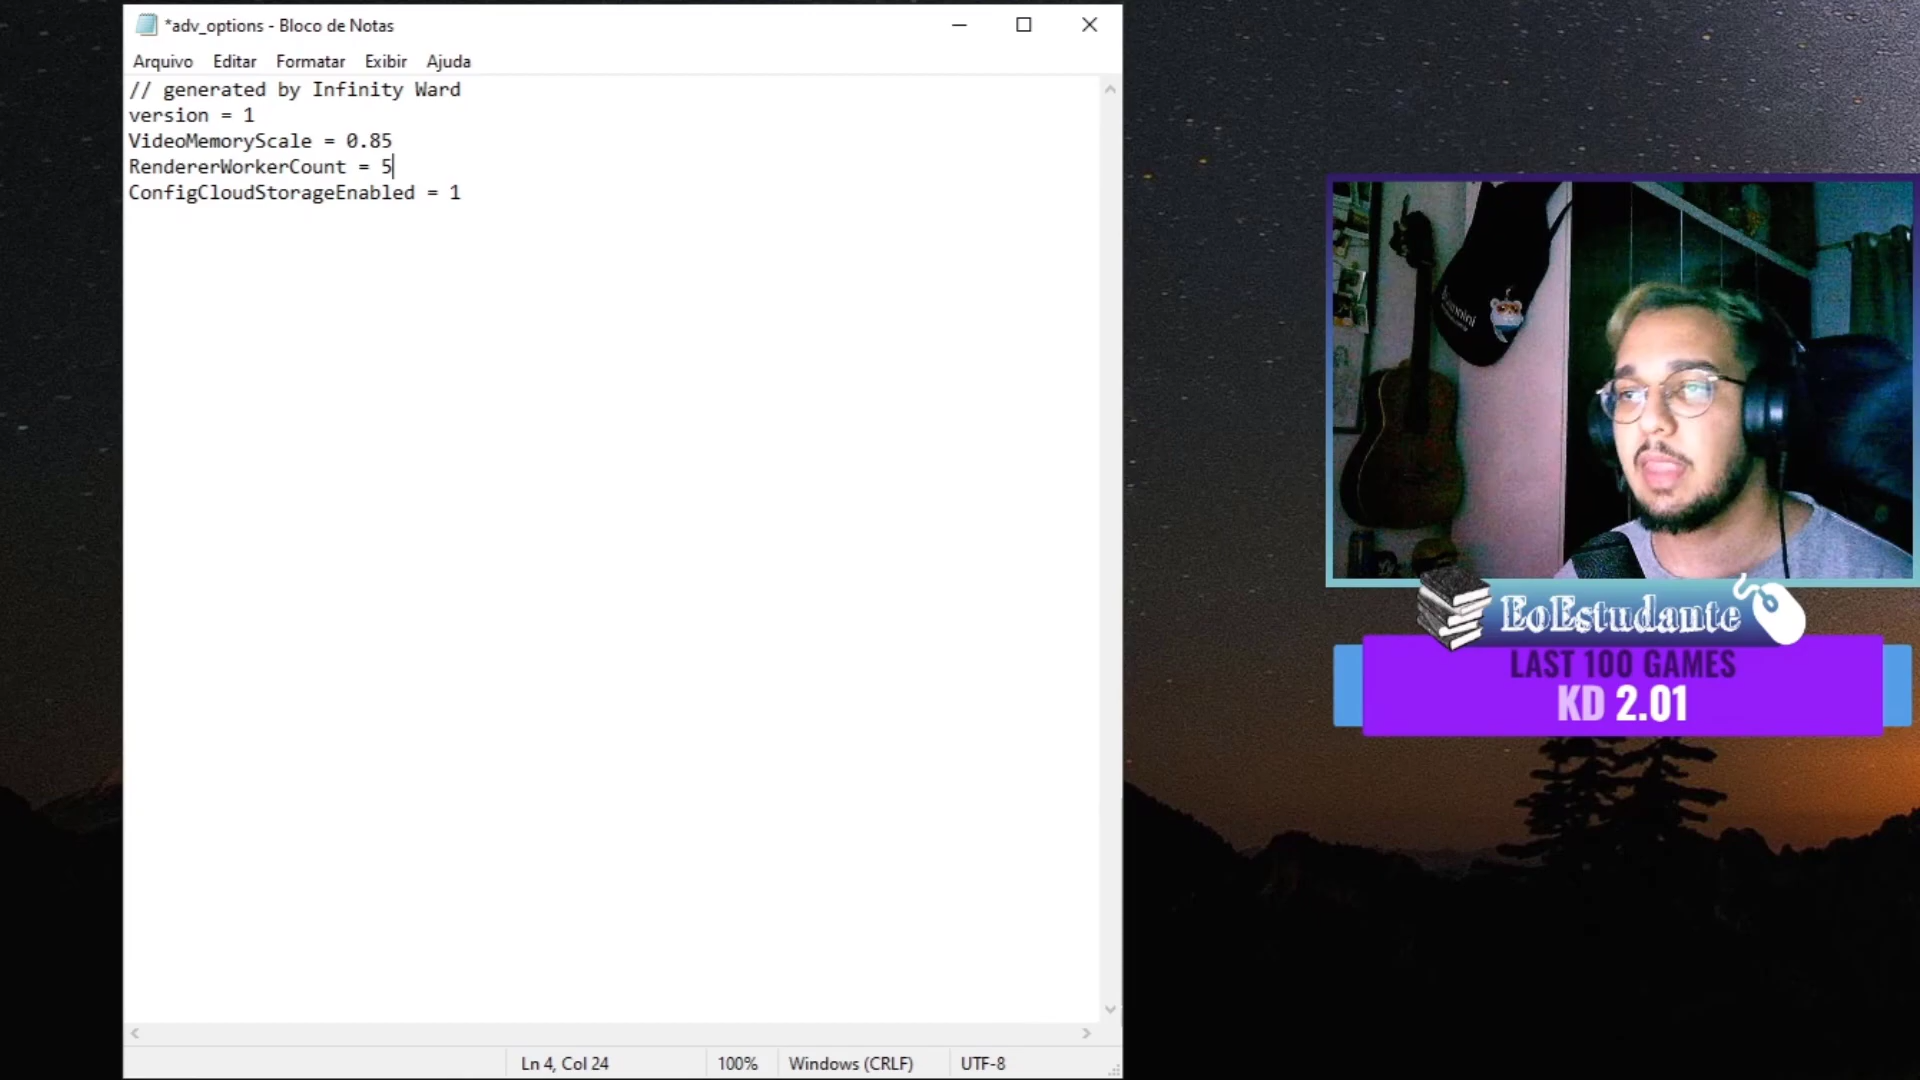 *adv_options - Bloco de Notas
Arquivo Editar Formatar Exibir Ajuda
// generated by Infinity Ward
version = 1
VideoMemoryScale = 0.85
RendererWorkerCount = 5
ConfigCloudStorageEnabled = 1
Ln 4, Col 24 100% Windows (CRLF) UTF-8
EoEstudante
LAST 100 GAMES
KD 2.01